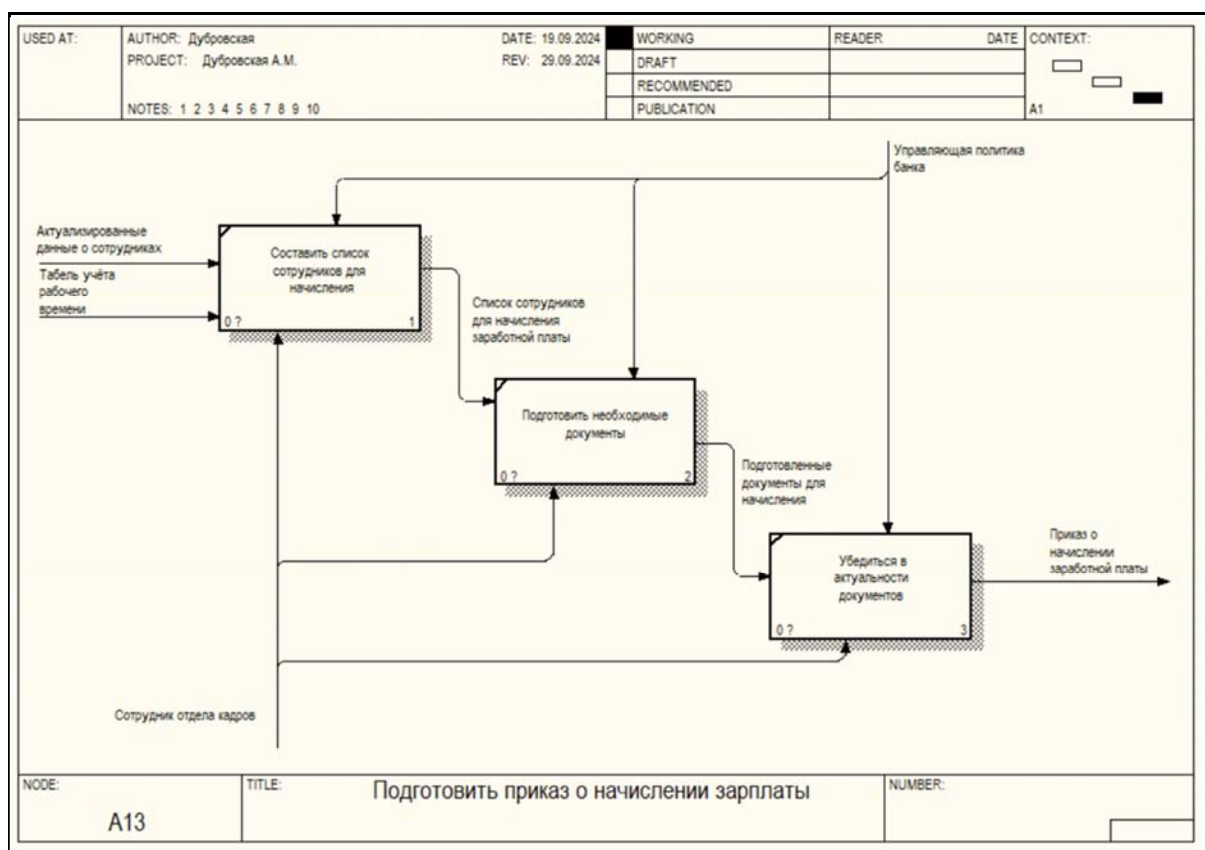 USED AT:
AUTHOR: Дубровская
DATE: 19.09.2024
PROJECT: Дубровская А.М.
REV: 29.09.2024
NOTES: 1 2 3 4 5 6 7 8 9 10
WORKING
DRAFT
RECOMMENDED
PUBLICATION
READER
DATE
CONTEXT:
A1
Управляющая политика
банка
Актуализированные
данные о сотрудниках
Табель учёта
рабочего
времени
Составить список
сотрудников для
начисления
0 ?
1
Список сотрудников
для начисления
заработной платы
Подготовить необходимые
документы
0 ?
2
Подготовленные
документы для
начисления
Убедиться в
актуальности
документов
0 ?
3
Приказ о
начислении
заработной платы
Сотрудник отдела кадров
NODE:
A13
TITLE:
Подготовить приказ о начислении зарплаты
NUMBER: